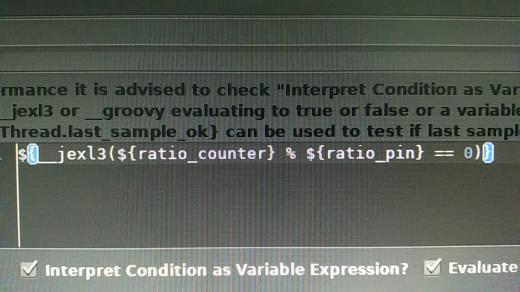 rmance it is advised to check "Interpret Condition as Var
__jexl3 or __groovy evaluating to true or false or a variable
Thread.last_sample_ok} can be used to test if last sampl
${__jexl3(${ratio_counter} % ${ratio_pin} == 0)}
Interpret Condition as Variable Expression? Evaluate